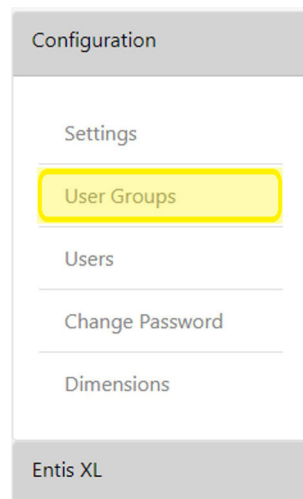 Configuration
Settings
User Groups
Users
Change Password
Dimensions
Entis XL